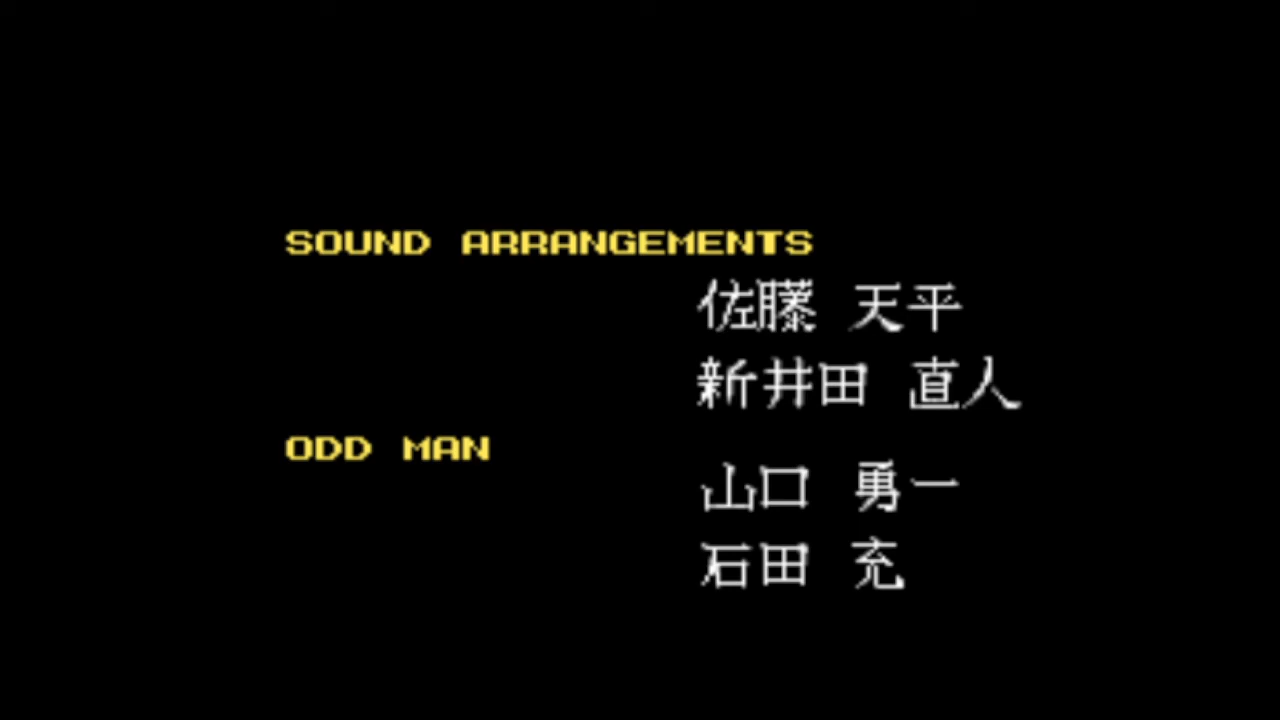 SOUND ARRANGEMENTS
佐藤 天平
新井田 直人
ODD MAN
山口 勇一
石田 充